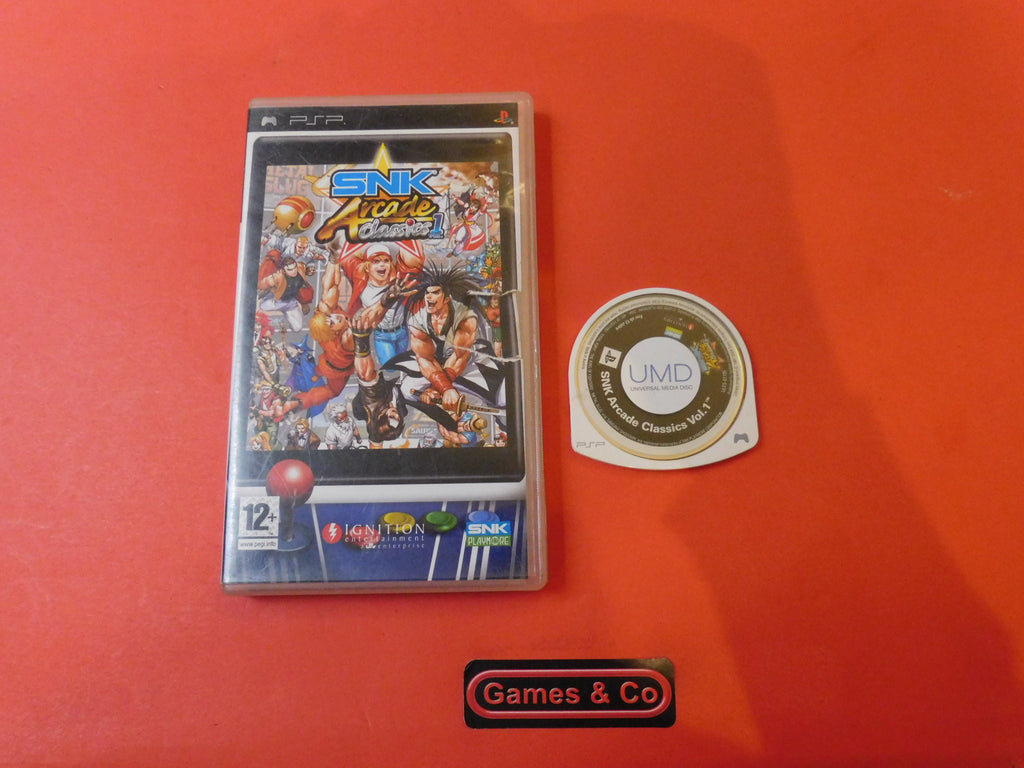 PSP
SNK
Arcade
Classics
1
12+
www.pegi.info
IGNITION
entertainment
SNK
PLAYMORE
UMD
UNIVERSAL MEDIA DISC
SNK Arcade Classics Vol.1™
PSP
Games & Co